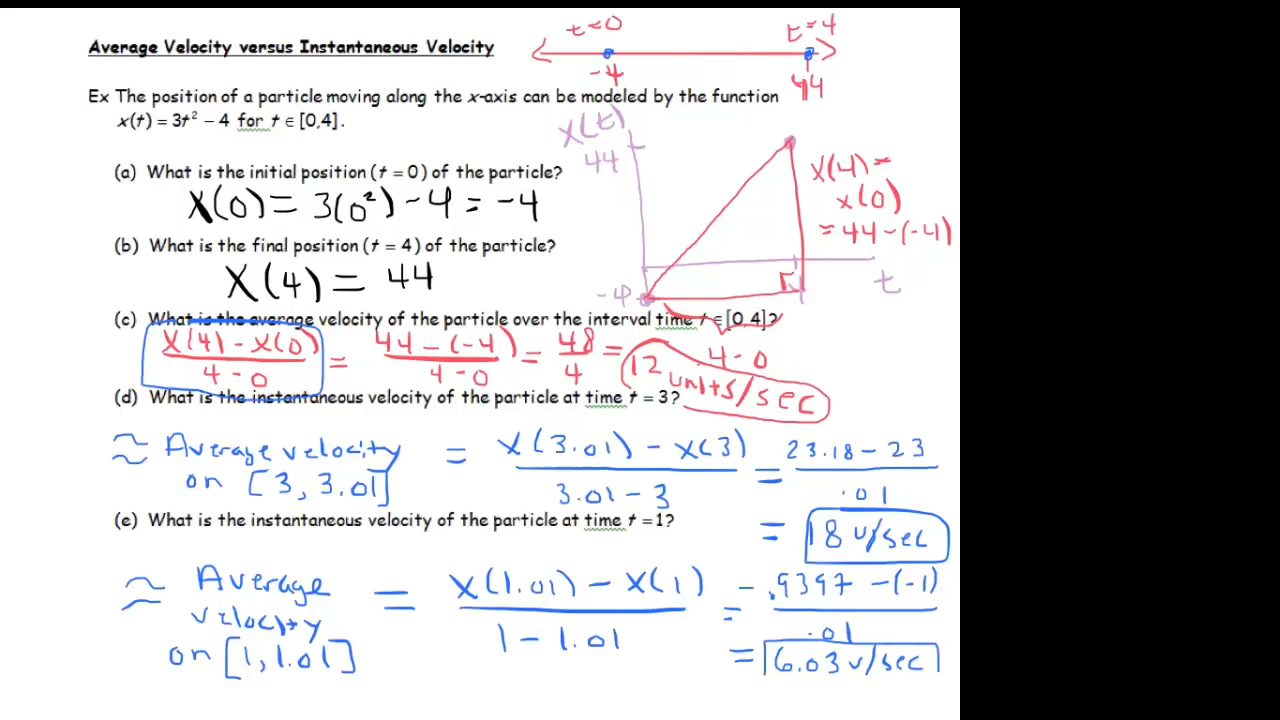 t=0 t=4
Average Velocity versus Instantaneous Velocity
-4 44
Ex The position of a particle moving along the x-axis can be modeled by the function
x(t) = 3t² - 4 for t ∈ [0,4].
x(t)
44
x(4) -
x(0)
= 44 - (-4)
(a) What is the initial position (t = 0) of the particle?
x(0) = 3(0²) - 4 = -4
(b) What is the final position (t = 4) of the particle?
x(4) = 44
t
-4
(c) What is the average velocity of the particle over the interval time t ∈ [0,4]?
x(4) - x(0) / 4 - 0 = 44 - (-4) / 4 - 0 = 48 / 4 = 12 units/sec
4 - 0
(d) What is the instantaneous velocity of the particle at time t = 3?
≈ Average velocity = x(3.01) - x(3) / 3.01 - 3 = 23.18 - 23 / .01
on [3, 3.01]
= 18 u/sec
(e) What is the instantaneous velocity of the particle at time t = 1?
≈ Average velocity = x(1.01) - x(1) / 1 - 1.01 = -.9397 - (-1) / .01
on [1, 1.01]
= 6.03 u/sec